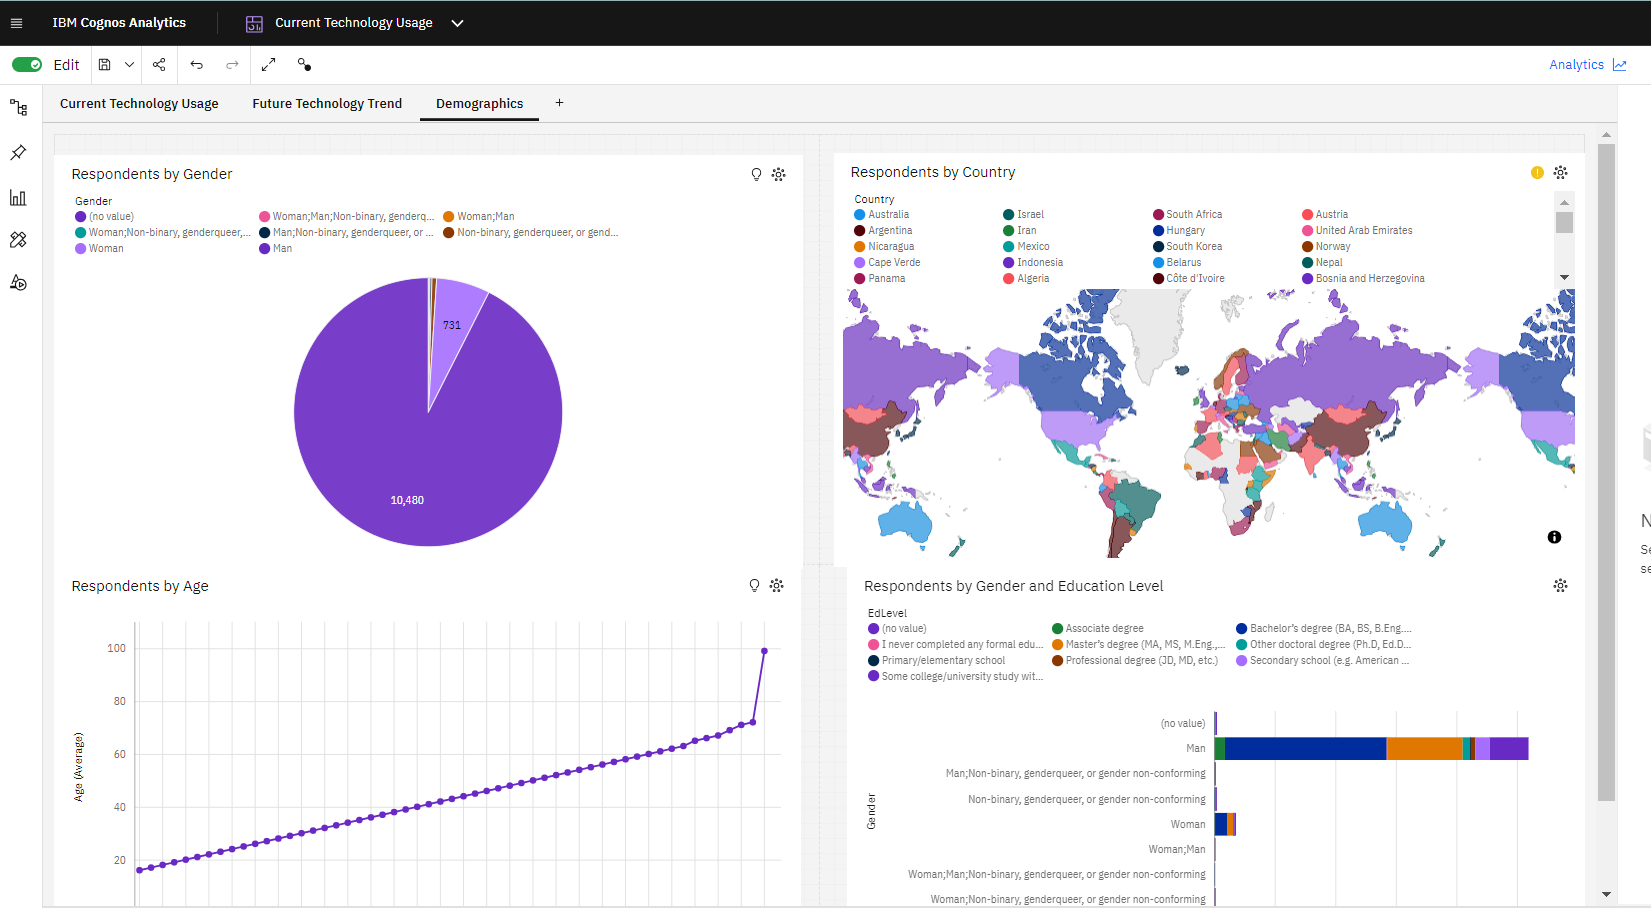 IBM Cognos Analytics
Current Technology Usage
Edit
Analytics
Current Technology Usage
Future Technology Trend
Demographics
+
Respondents by Gender
Gender
(no value)
Woman;Man;Non-binary, genderq...
Woman;Man
Woman;Non-binary, genderqueer,...
Man;Non-binary, genderqueer, or ...
Non-binary, genderqueer, or gend...
Woman
Man
731
10,480
Respondents by Country
Country
Australia
Israel
South Africa
Austria
Argentina
Iran
Hungary
United Arab Emirates
Nicaragua
Mexico
South Korea
Norway
Cape Verde
Indonesia
Belarus
Nepal
Panama
Algeria
Côte d'Ivoire
Bosnia and Herzegovina
N
Se
se
Respondents by Age
Age (Average)
100
80
60
40
20
Respondents by Gender and Education Level
EdLevel
(no value)
Associate degree
Bachelor's degree (BA, BS, B.Eng....
I never completed any formal edu...
Master's degree (MA, MS, M.Eng.,...
Other doctoral degree (Ph.D, Ed.D...
Primary/elementary school
Professional degree (JD, MD, etc.)
Secondary school (e.g. American ...
Some college/university study wit...
Gender
(no value)
Man
Man;Non-binary, genderqueer, or gender non-conforming
Non-binary, genderqueer, or gender non-conforming
Woman
Woman;Man
Woman;Man;Non-binary, genderqueer, or gender non-conforming
Woman;Non-binary, genderqueer, or gender non-conforming